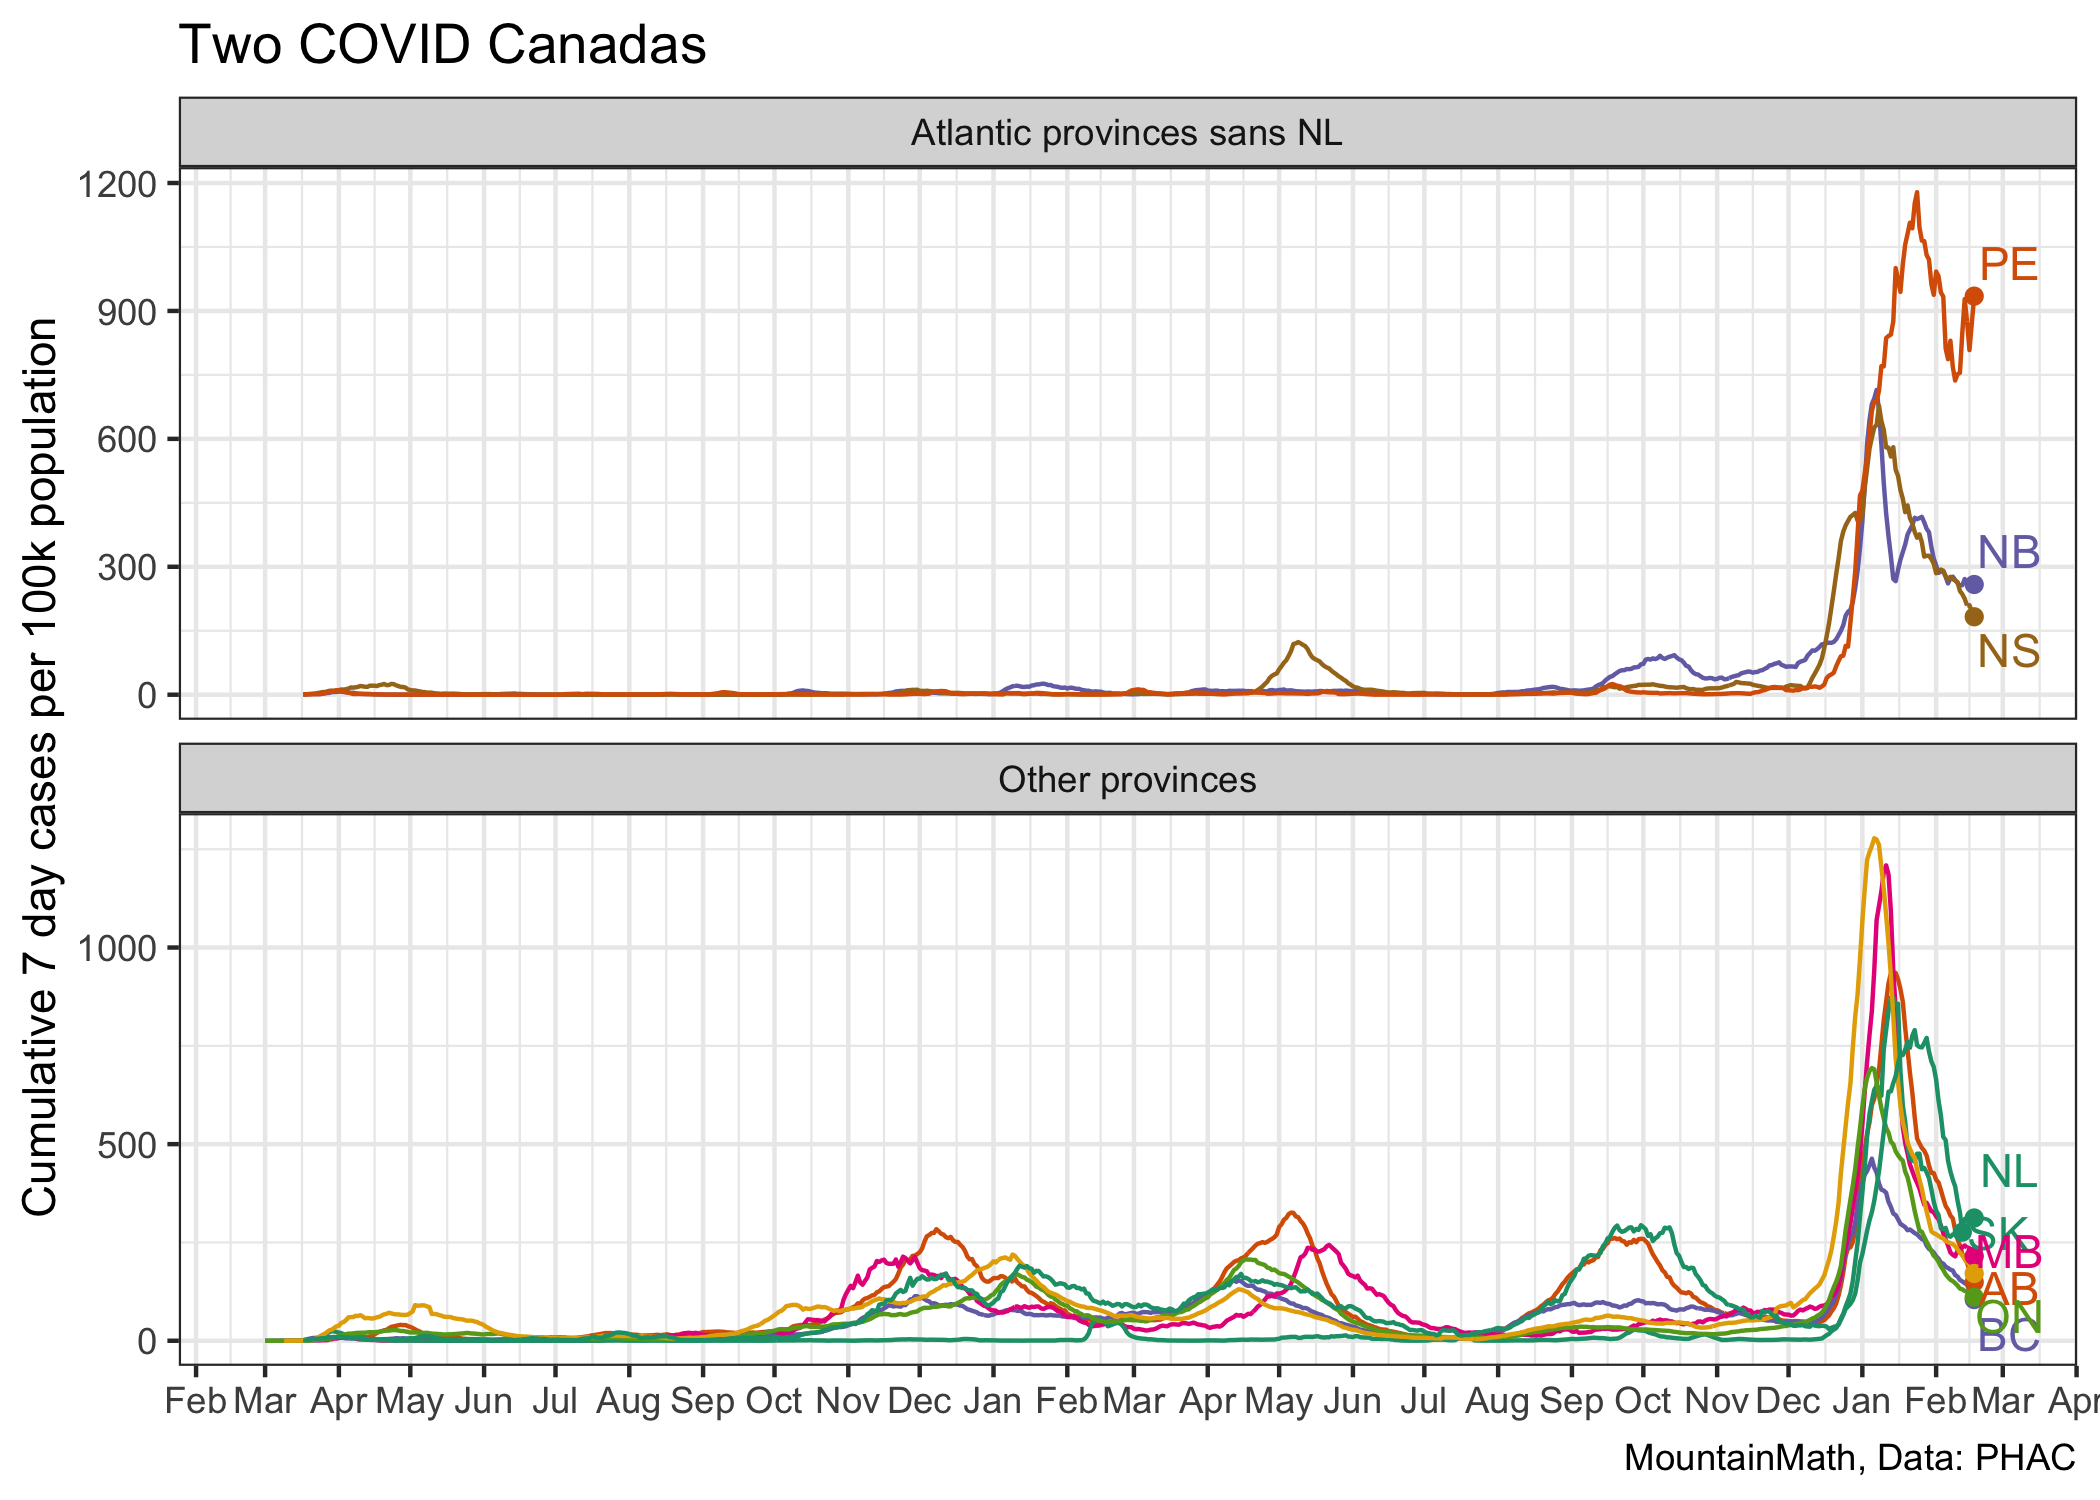 Two COVID Canadas
Atlantic provinces sans NL
Cumulative 7 day cases per 100k population
1200
900
600
300
0
PE
NB
NS
Other provinces
1000
500
0
NL
SK
MB
AB
ON
BC
Feb Mar Apr May Jun Jul Aug Sep Oct Nov Dec Jan Feb Mar Apr May Jun Jul Aug Sep Oct Nov Dec Jan Feb Mar Apr
MountainMath, Data: PHAC